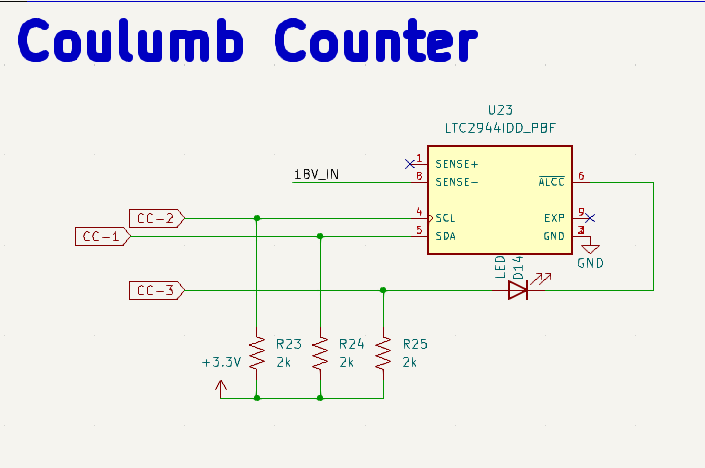 Coulumb Counter
U23
LTC2944IDD_PBF
1 SENSE+
18V_IN 8 SENSE- ALCC 6
CC-2 4 SCL EXP 9
CC-1 5 SDA GND
GND
LED
D14
CC-3
R23 R24 R25
+3.3V 2k 2k 2k